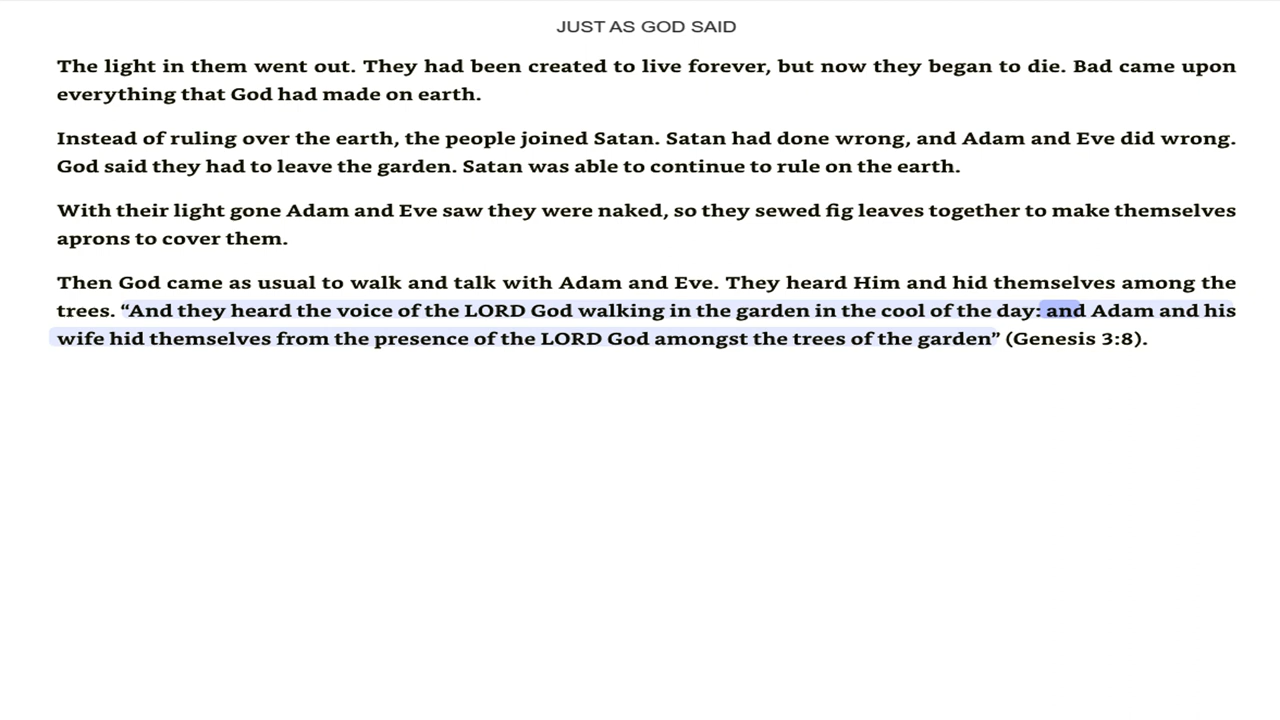 JUST AS GOD SAID
The light in them went out. They had been created to live forever, but now they began to die. Bad came upon
everything that God had made on earth.
Instead of ruling over the earth, the people joined Satan. Satan had done wrong, and Adam and Eve did wrong.
God said they had to leave the garden. Satan was able to continue to rule on the earth.
With their light gone Adam and Eve saw they were naked, so they sewed fig leaves together to make themselves
aprons to cover them.
Then God came as usual to walk and talk with Adam and Eve. They heard Him and hid themselves among the
trees. “And they heard the voice of the LORD God walking in the garden in the cool of the day: and Adam and his
wife hid themselves from the presence of the LORD God amongst the trees of the garden” (Genesis 3:8).